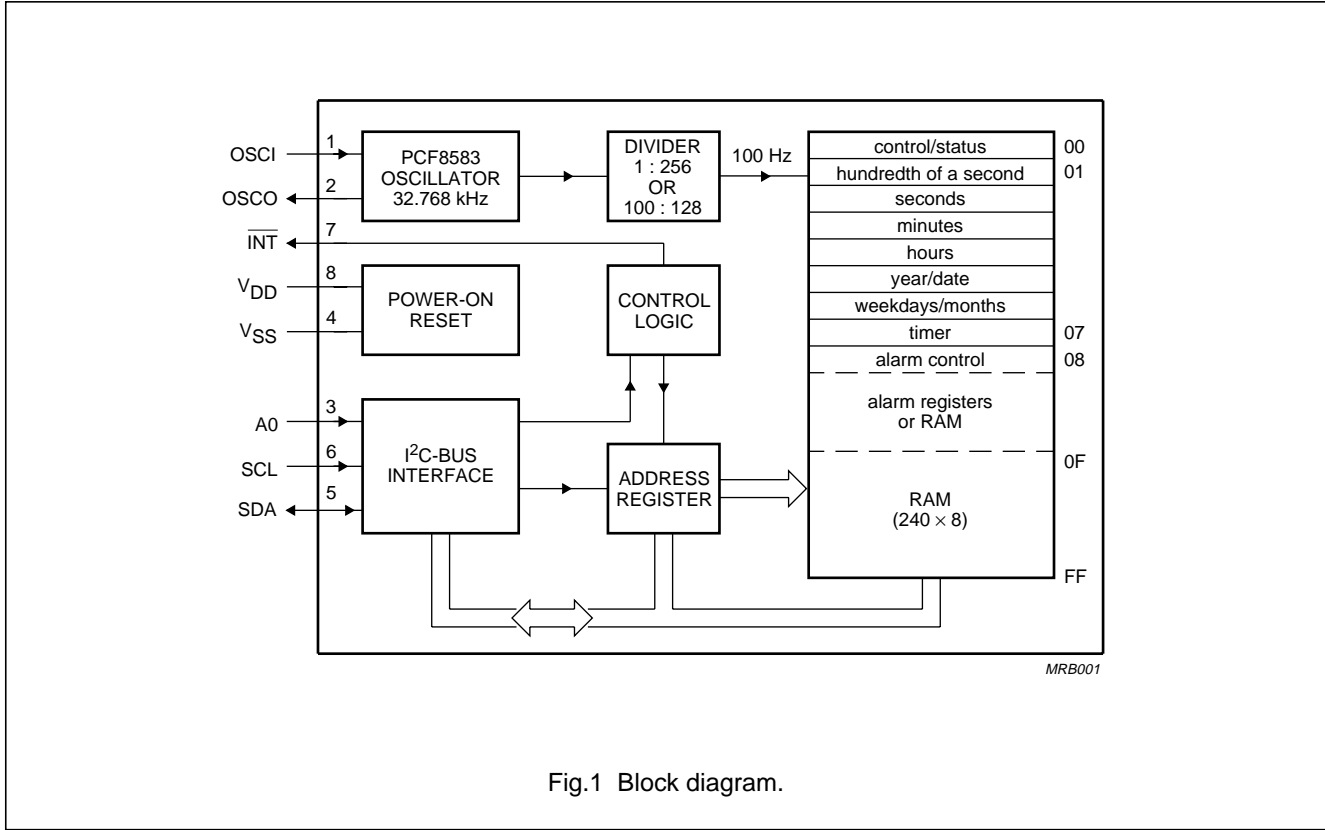 OSCI
1
OSCO
2
INT
7
VDD
8
VSS
4
A0
3
SCL
6
SDA
5
PCF8583
OSCILLATOR
32.768 kHz
DIVIDER
1 : 256
OR
100 : 128
100 Hz
POWER-ON
RESET
CONTROL
LOGIC
I2C-BUS
INTERFACE
ADDRESS
REGISTER
control/status 00
hundredth of a second 01
seconds
minutes
hours
year/date
weekdays/months
timer 07
alarm control 08
alarm registers
or RAM
0F
RAM
(240 × 8)
FF
MRB001
Fig.1 Block diagram.